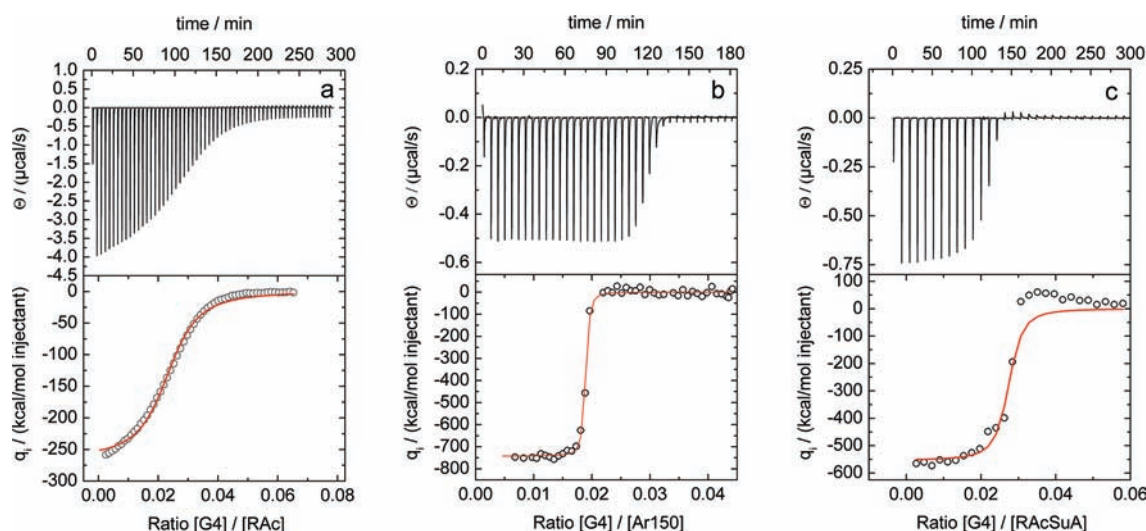 time / min
0 50 100 150 200 250 300
a
1.0
0.5
0.0
-0.5
-1.0
-1.5
-2.0
-2.5
-3.0
-3.5
-4.0
-4.5
Θ / (µcal/s)
0
-50
-100
-150
-200
-250
-300
q_i / (kcal/mol injectant)
0.00 0.02 0.04 0.06 0.08
Ratio [G4] / [RAc]
time / min
0 30 60 90 120 150 180
b
0.2
0.0
-0.2
-0.4
-0.6
Θ / (µcal/s)
100
0
-100
-200
-300
-400
-500
-600
-700
-800
q_i / (kcal/mol injectant)
0.00 0.01 0.02 0.03 0.04
Ratio [G4] / [Ar150]
time / min
0 50 100 150 200 250 300
c
0.25
0.00
-0.25
-0.50
-0.75
Θ / (µcal/s)
100
0
-100
-200
-300
-400
-500
-600
q_i / (kcal/mol injectant)
0.00 0.02 0.04 0.06
Ratio [G4] / [RAcSuA]